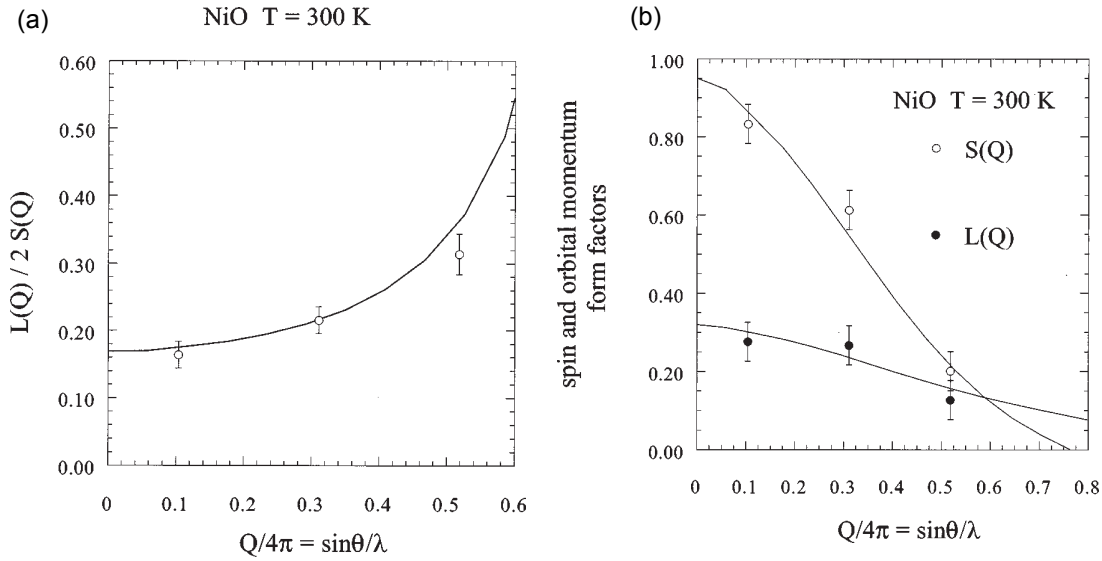 (a)
NiO T = 300 K
0.60
0.50
0.40
0.30
0.20
0.10
0.00
L(Q) / 2 S(Q)
0 0.1 0.2 0.3 0.4 0.5 0.6
Q/4π = sinθ/λ
(b)
1.00
0.80
0.60
0.40
0.20
0.00
spin and orbital momentum
form factors
NiO T = 300 K
S(Q)
L(Q)
0 0.1 0.2 0.3 0.4 0.5 0.6 0.7 0.8
Q/4π = sinθ/λ